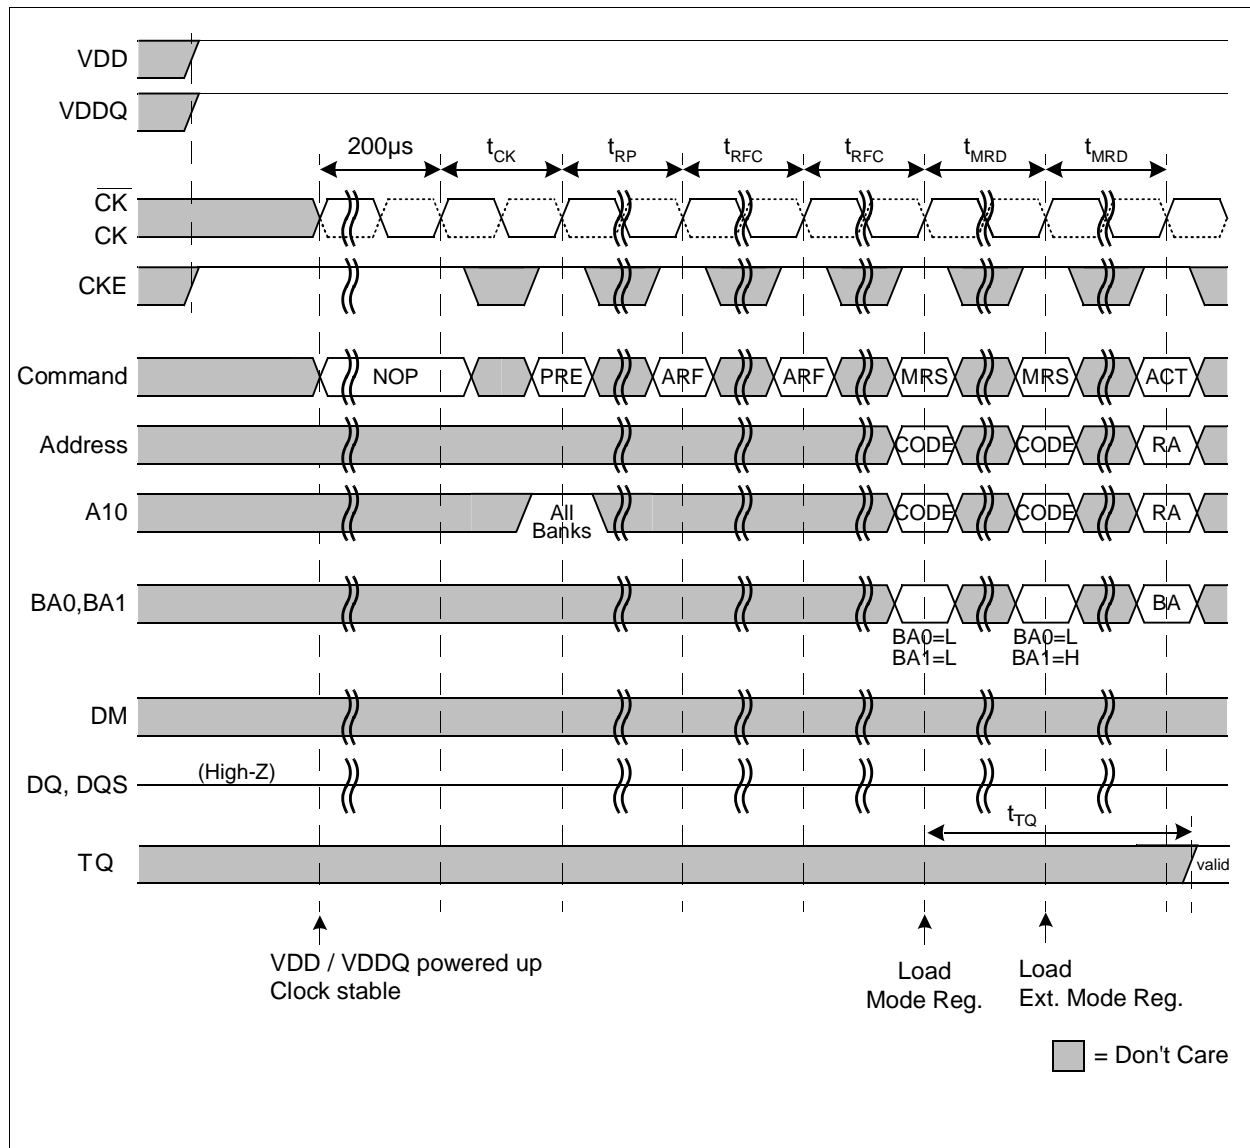 VDD
VDDQ
200µs tCK tRP tRFC tRFC tMRD tMRD
CK
CK
CKE
Command NOP PRE ARF ARF MRS MRS ACT
Address CODE CODE RA
A10 All Banks CODE CODE RA
BA0,BA1 BA
BA0=L BA0=L
BA1=L BA1=H
DM
DQ, DQS (High-Z)
tTQ
TQ valid
VDD / VDDQ powered up
Clock stable
Load
Mode Reg.
Load
Ext. Mode Reg.
= Don't Care